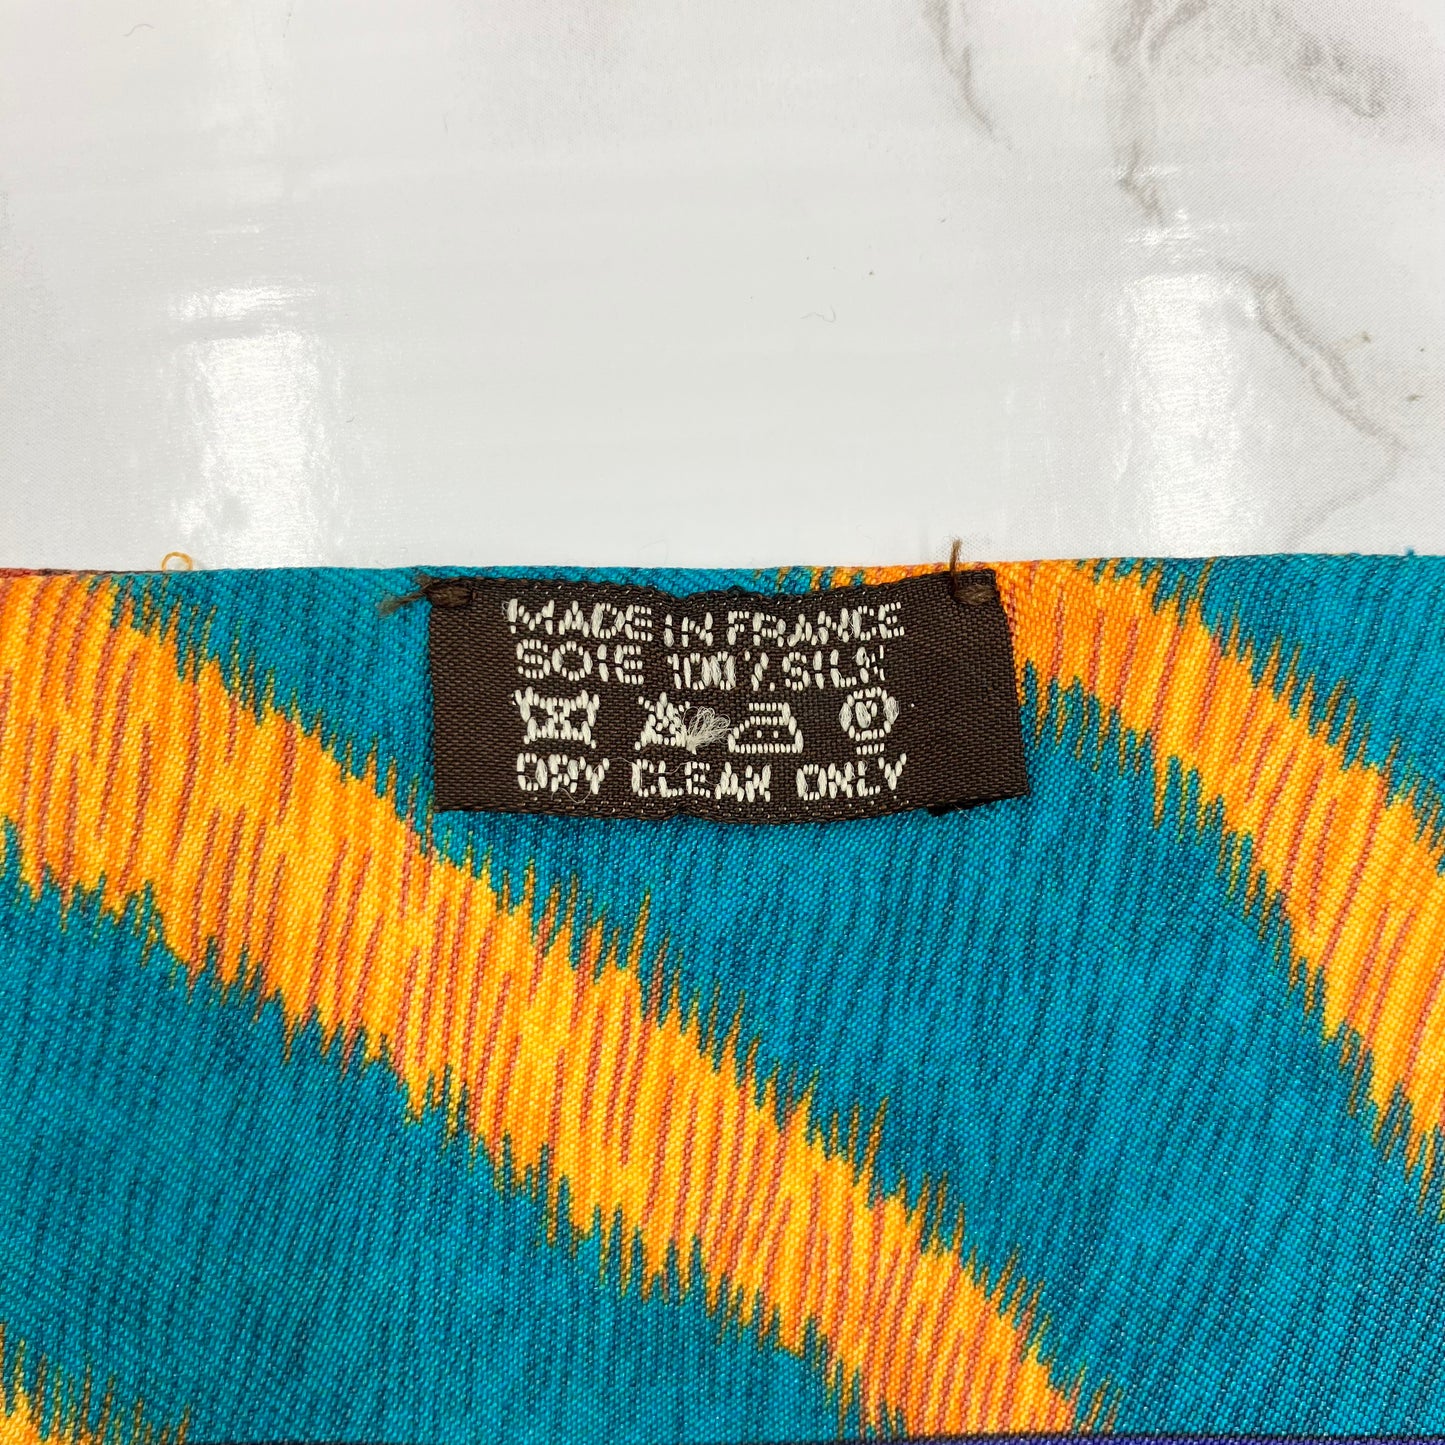 MADE IN FRANCE
SOIE 100% SILK
DRY CLEAN ONLY